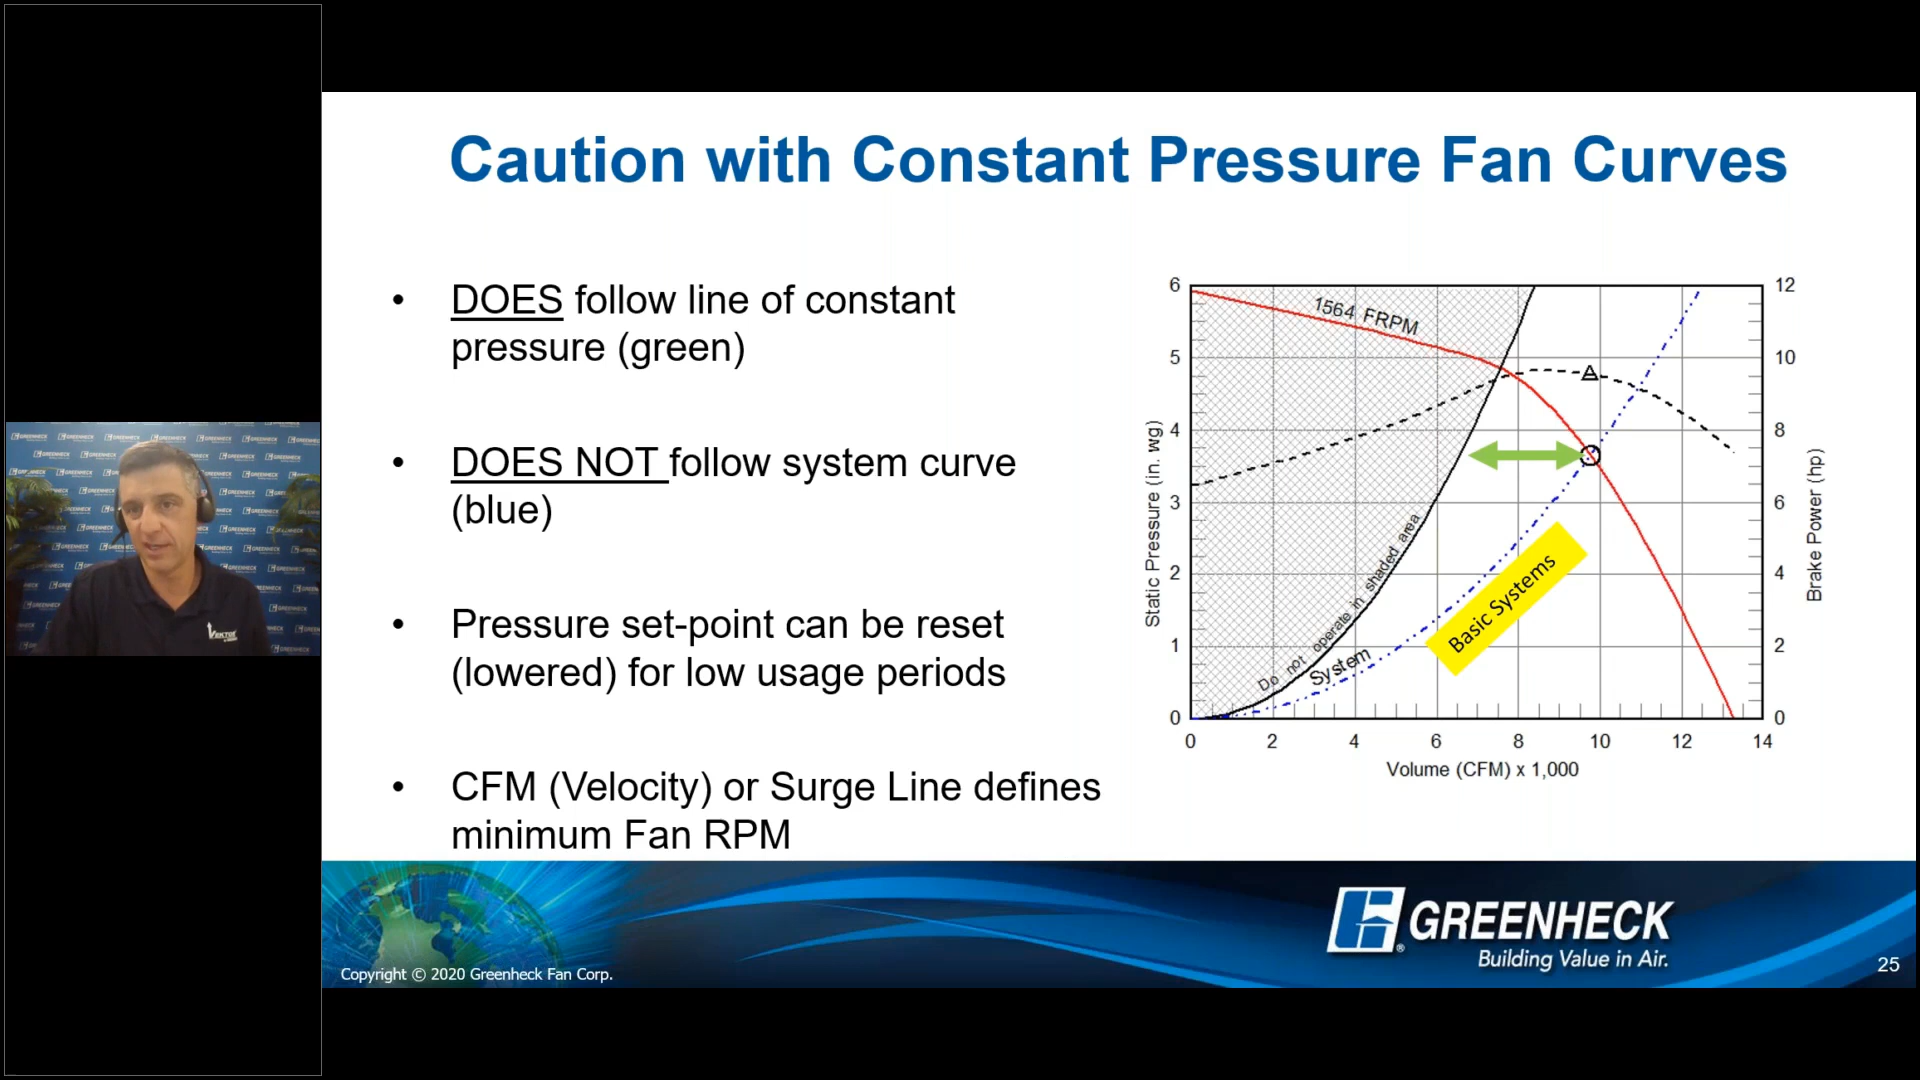 Caution with Constant Pressure Fan Curves
• DOES follow line of constant
pressure (green)
• DOES NOT follow system curve
(blue)
• Pressure set-point can be reset
(lowered) for low usage periods
• CFM (Velocity) or Surge Line defines
minimum Fan RPM
1564 FRPM
Do not operate in shaded area
System
Basic Systems
Static Pressure (in. wg)
6
5
4
3
2
1
0
Brake Power (hp)
12
10
8
6
4
2
0
0 2 4 6 8 10 12 14
Volume (CFM) x 1,000
GREENHECK
VEKTOR
GREENHECK®
Building Value in Air.
Copyright © 2020 Greenheck Fan Corp.
25